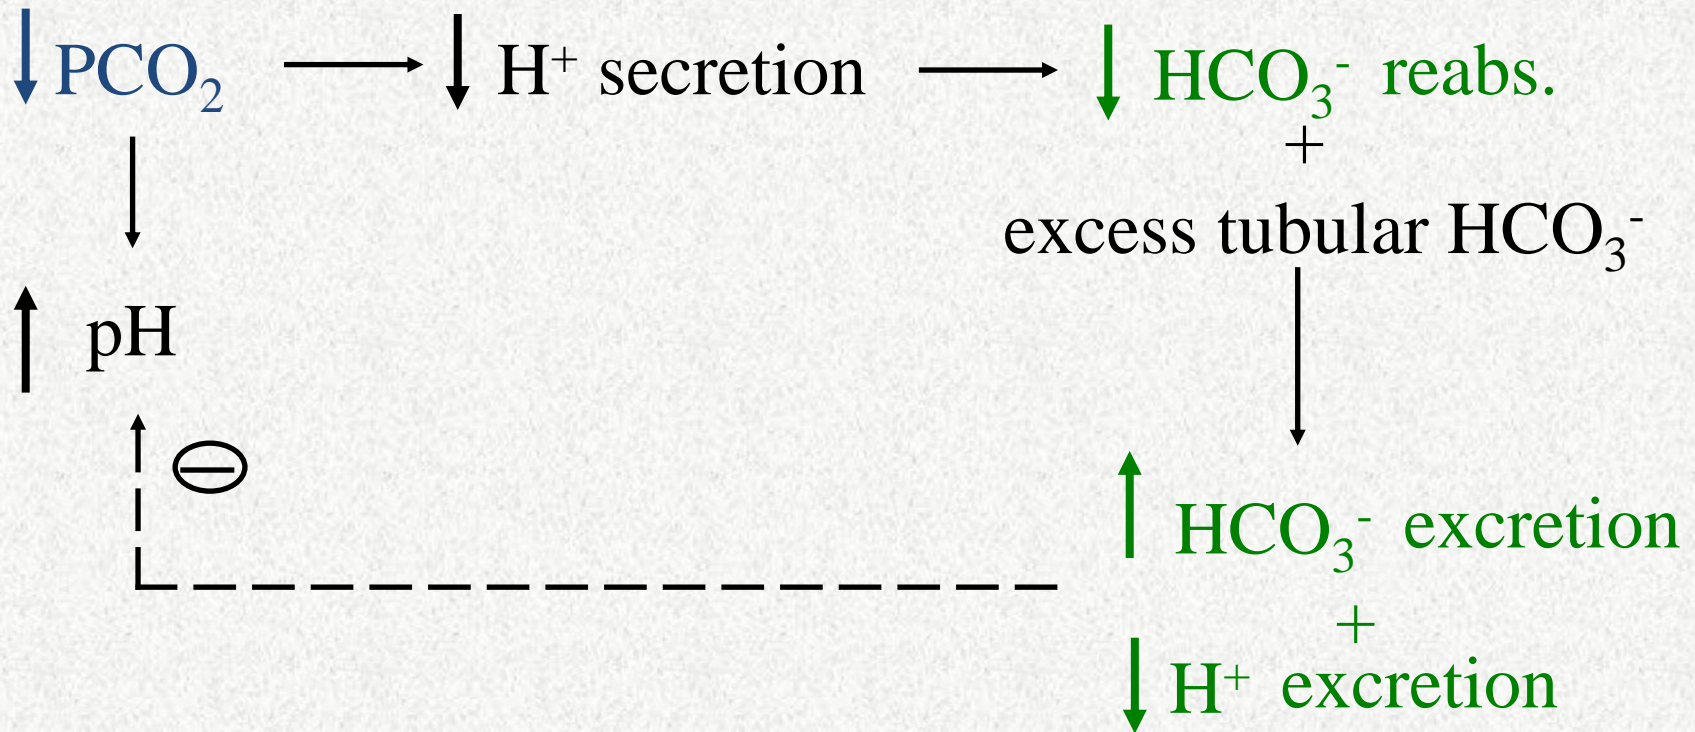 ↓ PCO₂ → ↓ H⁺ secretion → ↓ HCO₃⁻ reabs.
+
excess tubular HCO₃⁻
↑ pH
↑ HCO₃⁻ excretion
+
↓ H⁺ excretion